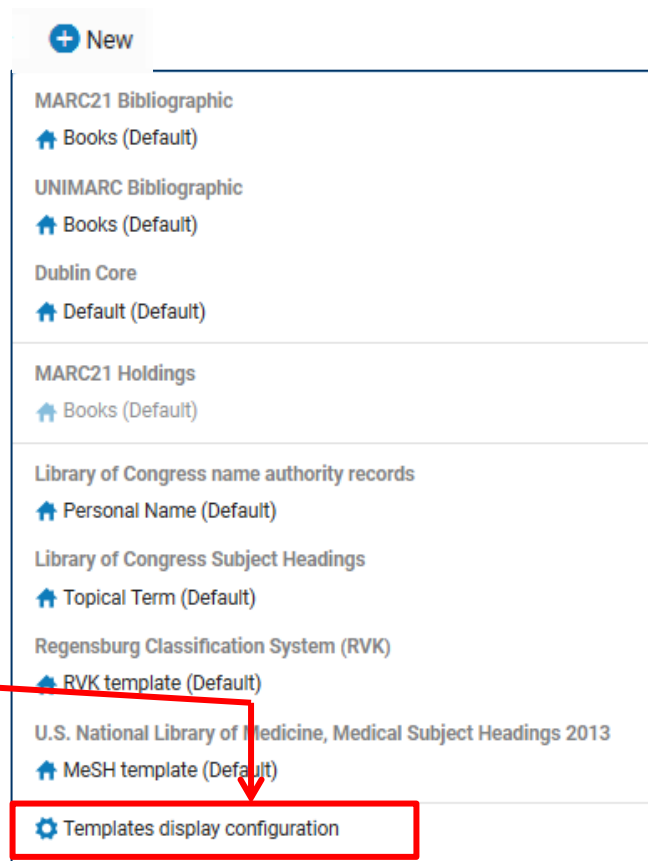 New
MARC21 Bibliographic
Books (Default)
UNIMARC Bibliographic
Books (Default)
Dublin Core
Default (Default)
MARC21 Holdings
Books (Default)
Library of Congress name authority records
Personal Name (Default)
Library of Congress Subject Headings
Topical Term (Default)
Regensburg Classification System (RVK)
RVK template (Default)
U.S. National Library of Medicine, Medical Subject Headings 2013
MeSH template (Default)
Templates display configuration